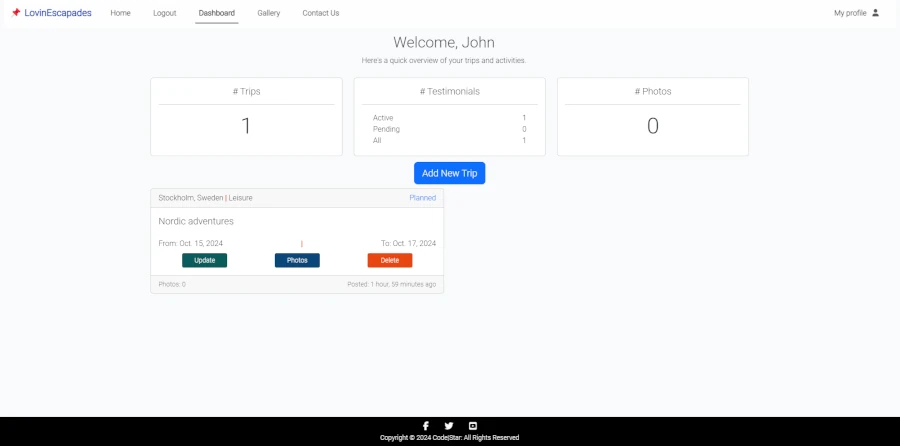 LovinEscapades Home Logout Dashboard Gallery Contact Us My profile
Welcome, John
Here's a quick overview of your trips and activities.
# Trips
1
# Testimonials
Active 1
Pending 0
All 1
# Photos
0
Add New Trip
Stockholm, Sweden | Leisure Planned
Nordic adventures
From: Oct. 15, 2024 | To: Oct. 17, 2024
Update Photos Delete
Photos: 0 Posted: 1 hour, 59 minutes ago
Copyright © 2024 Code|Star: All Rights Reserved